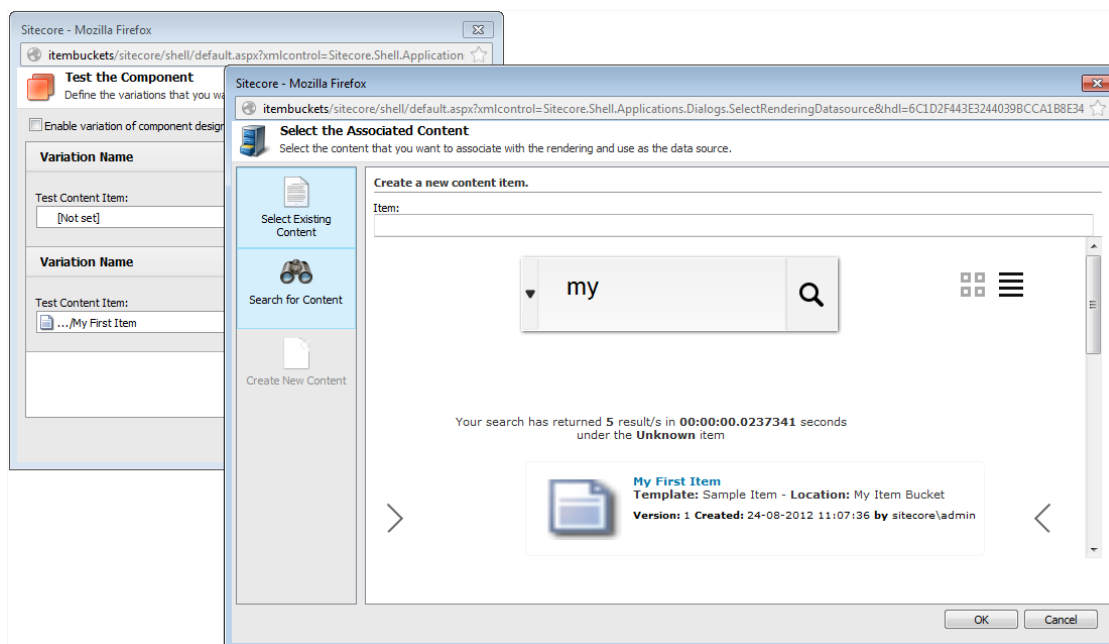 Sitecore - Mozilla Firefox
itembuckets/sitecore/shell/default.aspx?xmlcontrol=Sitecore.Shell.Application
Test the Component
Define the variations that you wa
Enable variation of component design
Variation Name
Test Content Item:
[Not set]
Variation Name
Test Content Item:
.../My First Item
Sitecore - Mozilla Firefox
itembuckets/sitecore/shell/default.aspx?xmlcontrol=Sitecore.Shell.Applications.Dialogs.SelectRenderingDatasource&hdl=6C1D2F443E3244039BCCA1B8E34
Select the Associated Content
Select the content that you want to associate with the rendering and use as the data source.
Select Existing
Content
Search for Content
Create New Content
Create a new content item.
Item:
my
Your search has returned 5 result/s in 00:00:00.0237341 seconds
under the Unknown item
My First Item
Template: Sample Item - Location: My Item Bucket
Version: 1 Created: 24-08-2012 11:07:36 by sitecore\admin
OK
Cancel